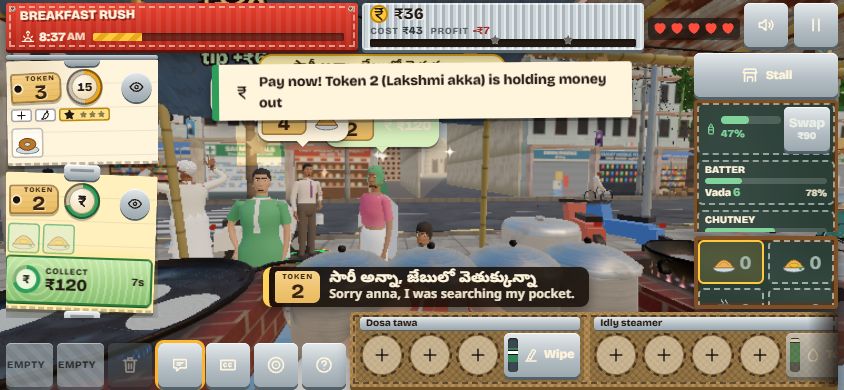 BREAKFAST RUSH
8:37 AM
₹36
COST ₹43 PROFIT -₹7
Stall
Pay now! Token 2 (Lakshmi akka) is holding money
out
TOKEN
3
15
4
2
₹120
47%
Swap
₹90
BATTER
Vada 6
78%
CHUTNEY
TOKEN
2
₹
COLLECT
₹120
7s
0
0
TOKEN
2
సారీ అన్నా, జేబులో వెతుక్కున్నా
Sorry anna, I was searching my pocket.
Dosa tawa
Idly steamer
Wipe
EMPTY
EMPTY
CC